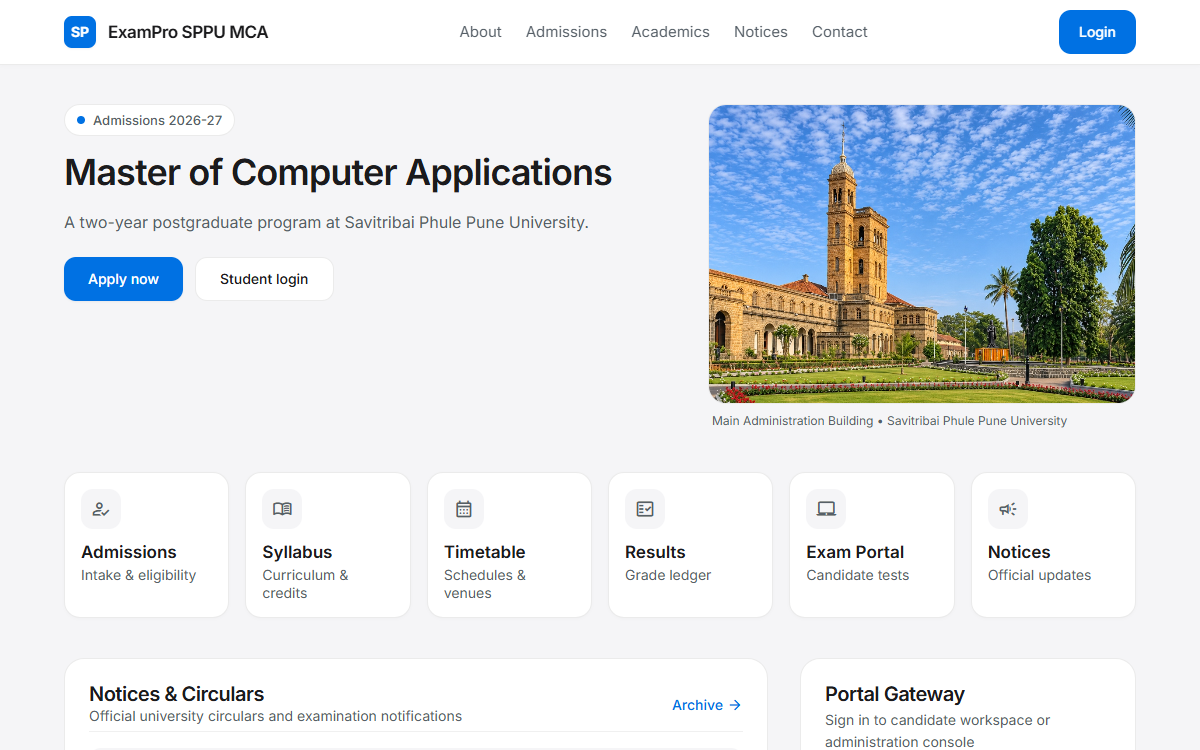 SP ExamPro SPPU MCA
About Admissions Academics Notices Contact
Login
Admissions 2026-27
Master of Computer Applications
A two-year postgraduate program at Savitribai Phule Pune University.
Apply now
Student login
Main Administration Building • Savitribai Phule Pune University
Admissions
Intake & eligibility
Syllabus
Curriculum &
credits
Timetable
Schedules &
venues
Results
Grade ledger
Exam Portal
Candidate tests
Notices
Official updates
Notices & Circulars
Official university circulars and examination notifications
Archive →
Portal Gateway
Sign in to candidate workspace or
administration console